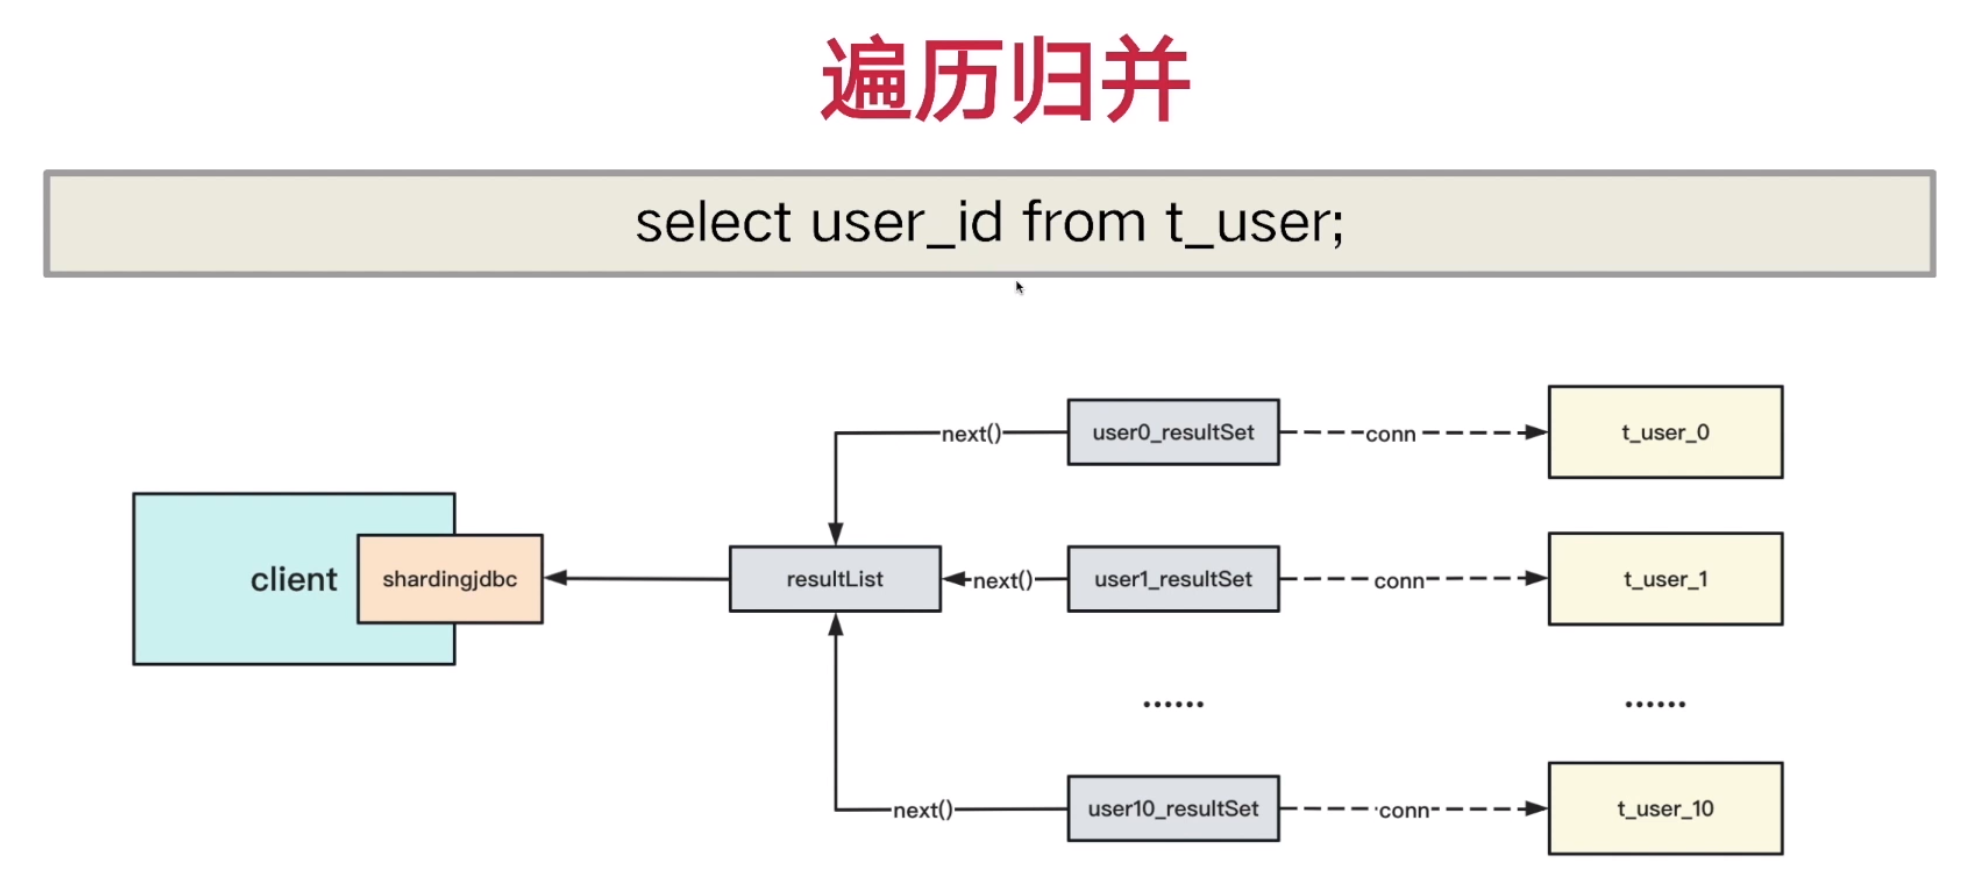 遍历归并
select user_id from t_user;
next()
user0_resultSet
conn
t_user_0
client
shardingjdbc
resultList
next()
user1_resultSet
conn
t_user_1
......
......
next()
user10_resultSet
conn
t_user_10